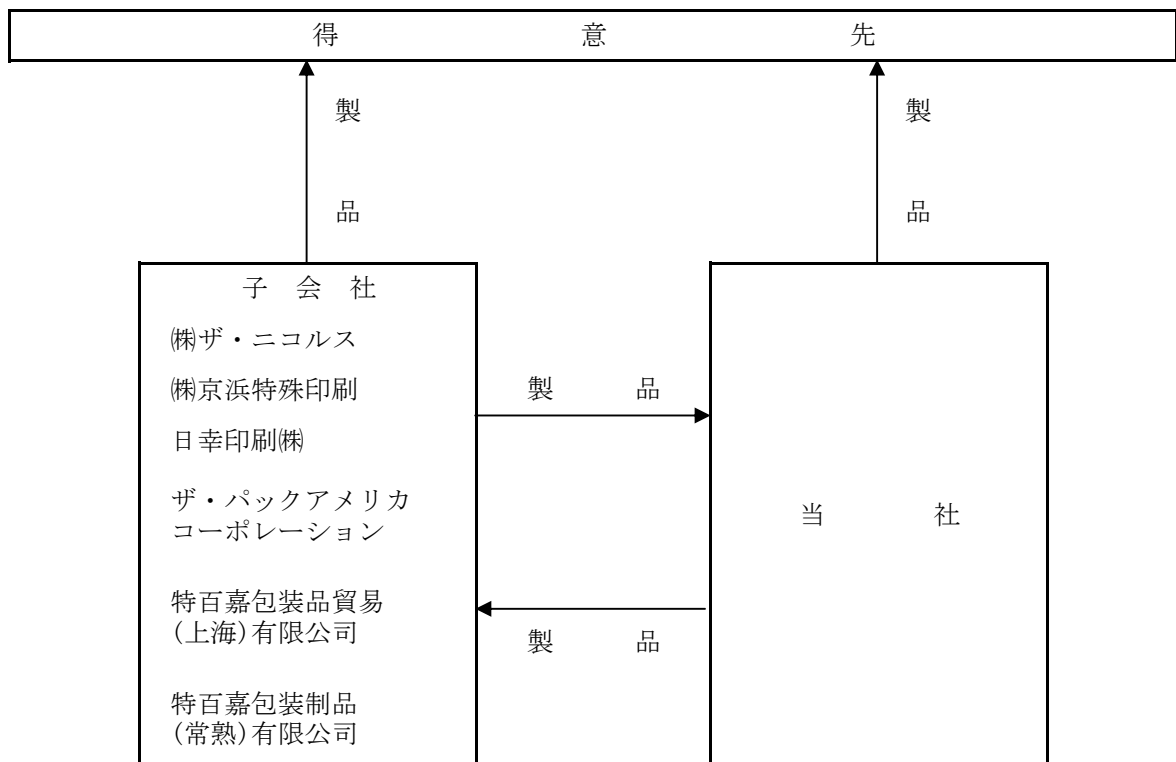 得意先
製品
製品
子会社
㈱ザ・ニコルス
㈱京浜特殊印刷
日幸印刷㈱
ザ・パックアメリカ
コーポレーション
特百嘉包装品貿易
(上海)有限公司
特百嘉包装制品
(常熟)有限公司
製品
製品
当社